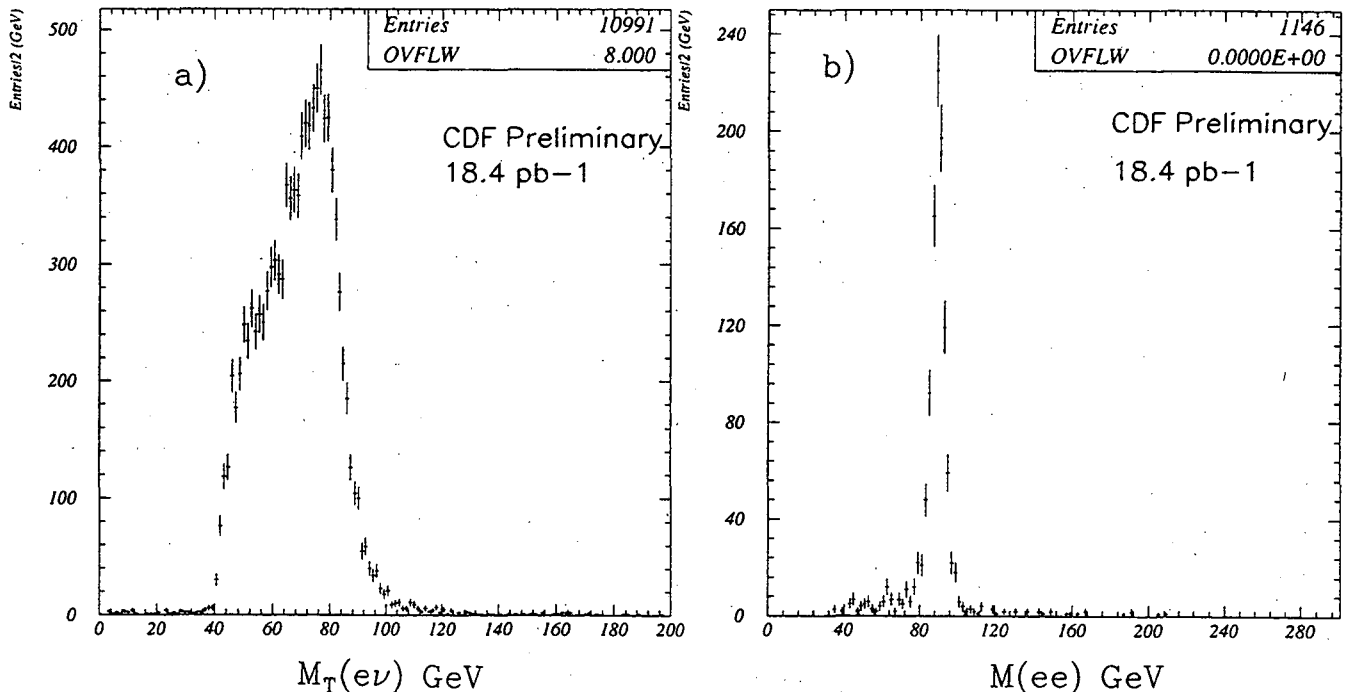 Entries/2 (GeV)
500
400
300
200
100
0
a)
Entries 10991
OVFLW 8.000
CDF Preliminary
18.4 pb-1
0 20 40 60 80 100 120 140 160 180 200
M_T(eν) GeV
Entries/2 (GeV)
240
200
160
120
80
40
0
b)
Entries 1146
OVFLW 0.0000E+00
CDF Preliminary
18.4 pb-1
0 40 80 120 160 200 240 280
M(ee) GeV